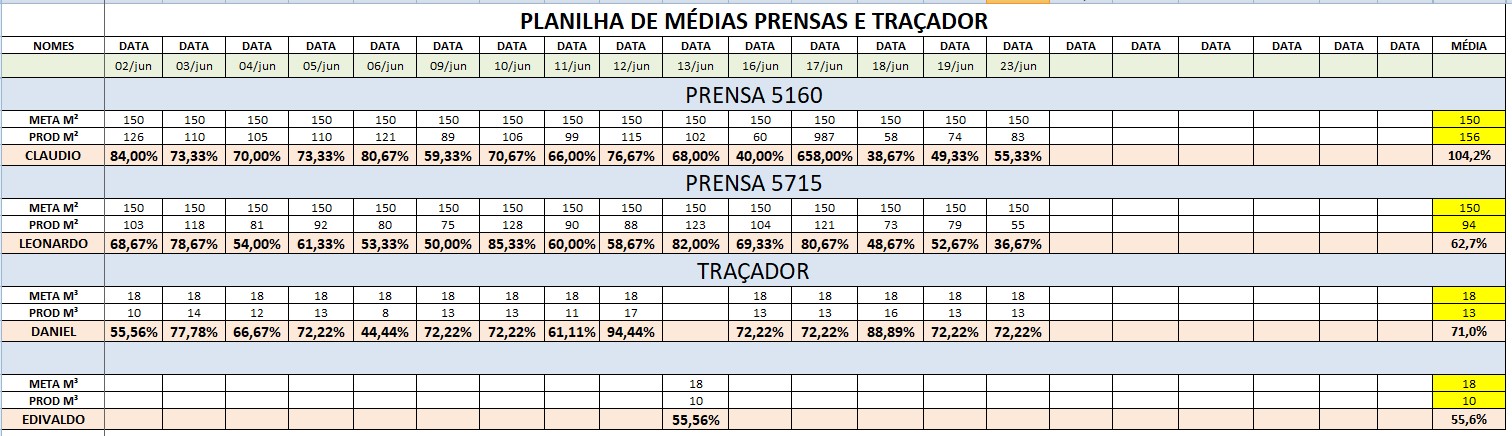 PLANILHA DE MÉDIAS PRENSAS E TRAÇADOR
NOMES DATA DATA DATA DATA DATA DATA DATA DATA DATA DATA DATA DATA DATA DATA DATA DATA DATA DATA DATA DATA DATA MÉDIA
02/jun 03/jun 04/jun 05/jun 06/jun 09/jun 10/jun 11/jun 12/jun 13/jun 16/jun 17/jun 18/jun 19/jun 23/jun
PRENSA 5160
META M² 150 150 150 150 150 150 150 150 150 150 150 150 150 150 150 150
PROD M² 126 110 105 110 121 89 106 99 115 102 60 987 58 74 83 156
CLAUDIO 84,00% 73,33% 70,00% 73,33% 80,67% 59,33% 70,67% 66,00% 76,67% 68,00% 40,00% 658,00% 38,67% 49,33% 55,33% 104,2%
PRENSA 5715
META M² 150 150 150 150 150 150 150 150 150 150 150 150 150 150 150 150
PROD M² 103 118 81 92 80 75 128 90 88 123 104 121 73 79 55 94
LEONARDO 68,67% 78,67% 54,00% 61,33% 53,33% 50,00% 85,33% 60,00% 58,67% 82,00% 69,33% 80,67% 48,67% 52,67% 36,67% 62,7%
TRAÇADOR
META M³ 18 18 18 18 18 18 18 18 18 18 18 18 18 18 18
PROD M³ 10 14 12 13 8 13 13 11 17 13 13 16 13 13 13
DANIEL 55,56% 77,78% 66,67% 72,22% 44,44% 72,22% 72,22% 61,11% 94,44% 72,22% 72,22% 88,89% 72,22% 72,22% 71,0%
META M³ 18 18
PROD M³ 10 10
EDIVALDO 55,56% 55,6%